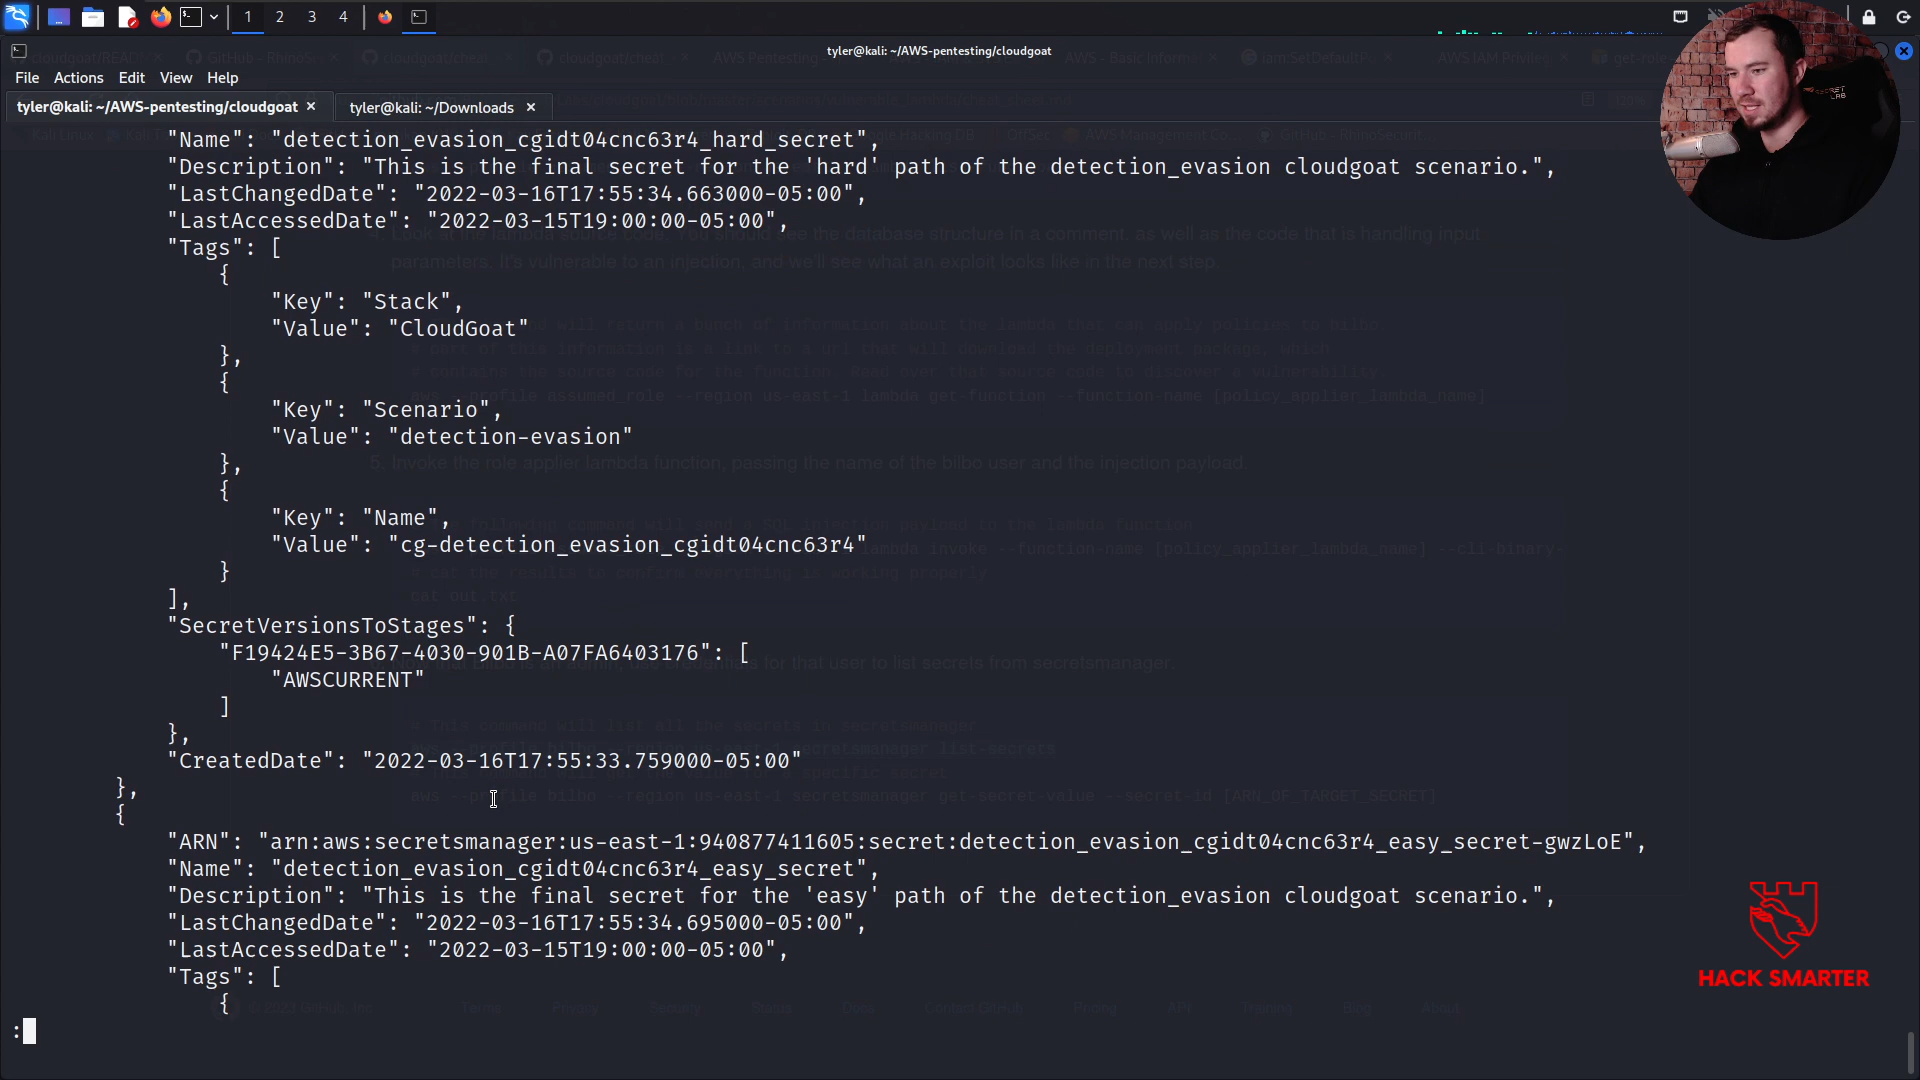 1 2 3 4
tyler@kali: ~/AWS-pentesting/cloudgoat
File Actions Edit View Help
tyler@kali: ~/AWS-pentesting/cloudgoat × tyler@kali: ~/Downloads ×
"Name": "detection_evasion_cgidt04cnc63r4_hard_secret",
"Description": "This is the final secret for the 'hard' path of the detection_evasion cloudgoat scenario.",
"LastChangedDate": "2022-03-16T17:55:34.663000-05:00",
"LastAccessedDate": "2022-03-15T19:00:00-05:00",
"Tags": [
{
"Key": "Stack",
"Value": "CloudGoat"
},
{
"Key": "Scenario",
"Value": "detection-evasion"
},
{
"Key": "Name",
"Value": "cg-detection_evasion_cgidt04cnc63r4"
}
],
"SecretVersionsToStages": {
"F19424E5-3B67-4030-901B-A07FA6403176": [
"AWSCURRENT"
]
},
"CreatedDate": "2022-03-16T17:55:33.759000-05:00"
},
{
"ARN": "arn:aws:secretsmanager:us-east-1:940877411605:secret:detection_evasion_cgidt04cnc63r4_easy_secret-gwzLoE",
"Name": "detection_evasion_cgidt04cnc63r4_easy_secret",
"Description": "This is the final secret for the 'easy' path of the detection_evasion cloudgoat scenario.",
"LastChangedDate": "2022-03-16T17:55:34.695000-05:00",
"LastAccessedDate": "2022-03-15T19:00:00-05:00",
"Tags": [
{
:
HACK SMARTER